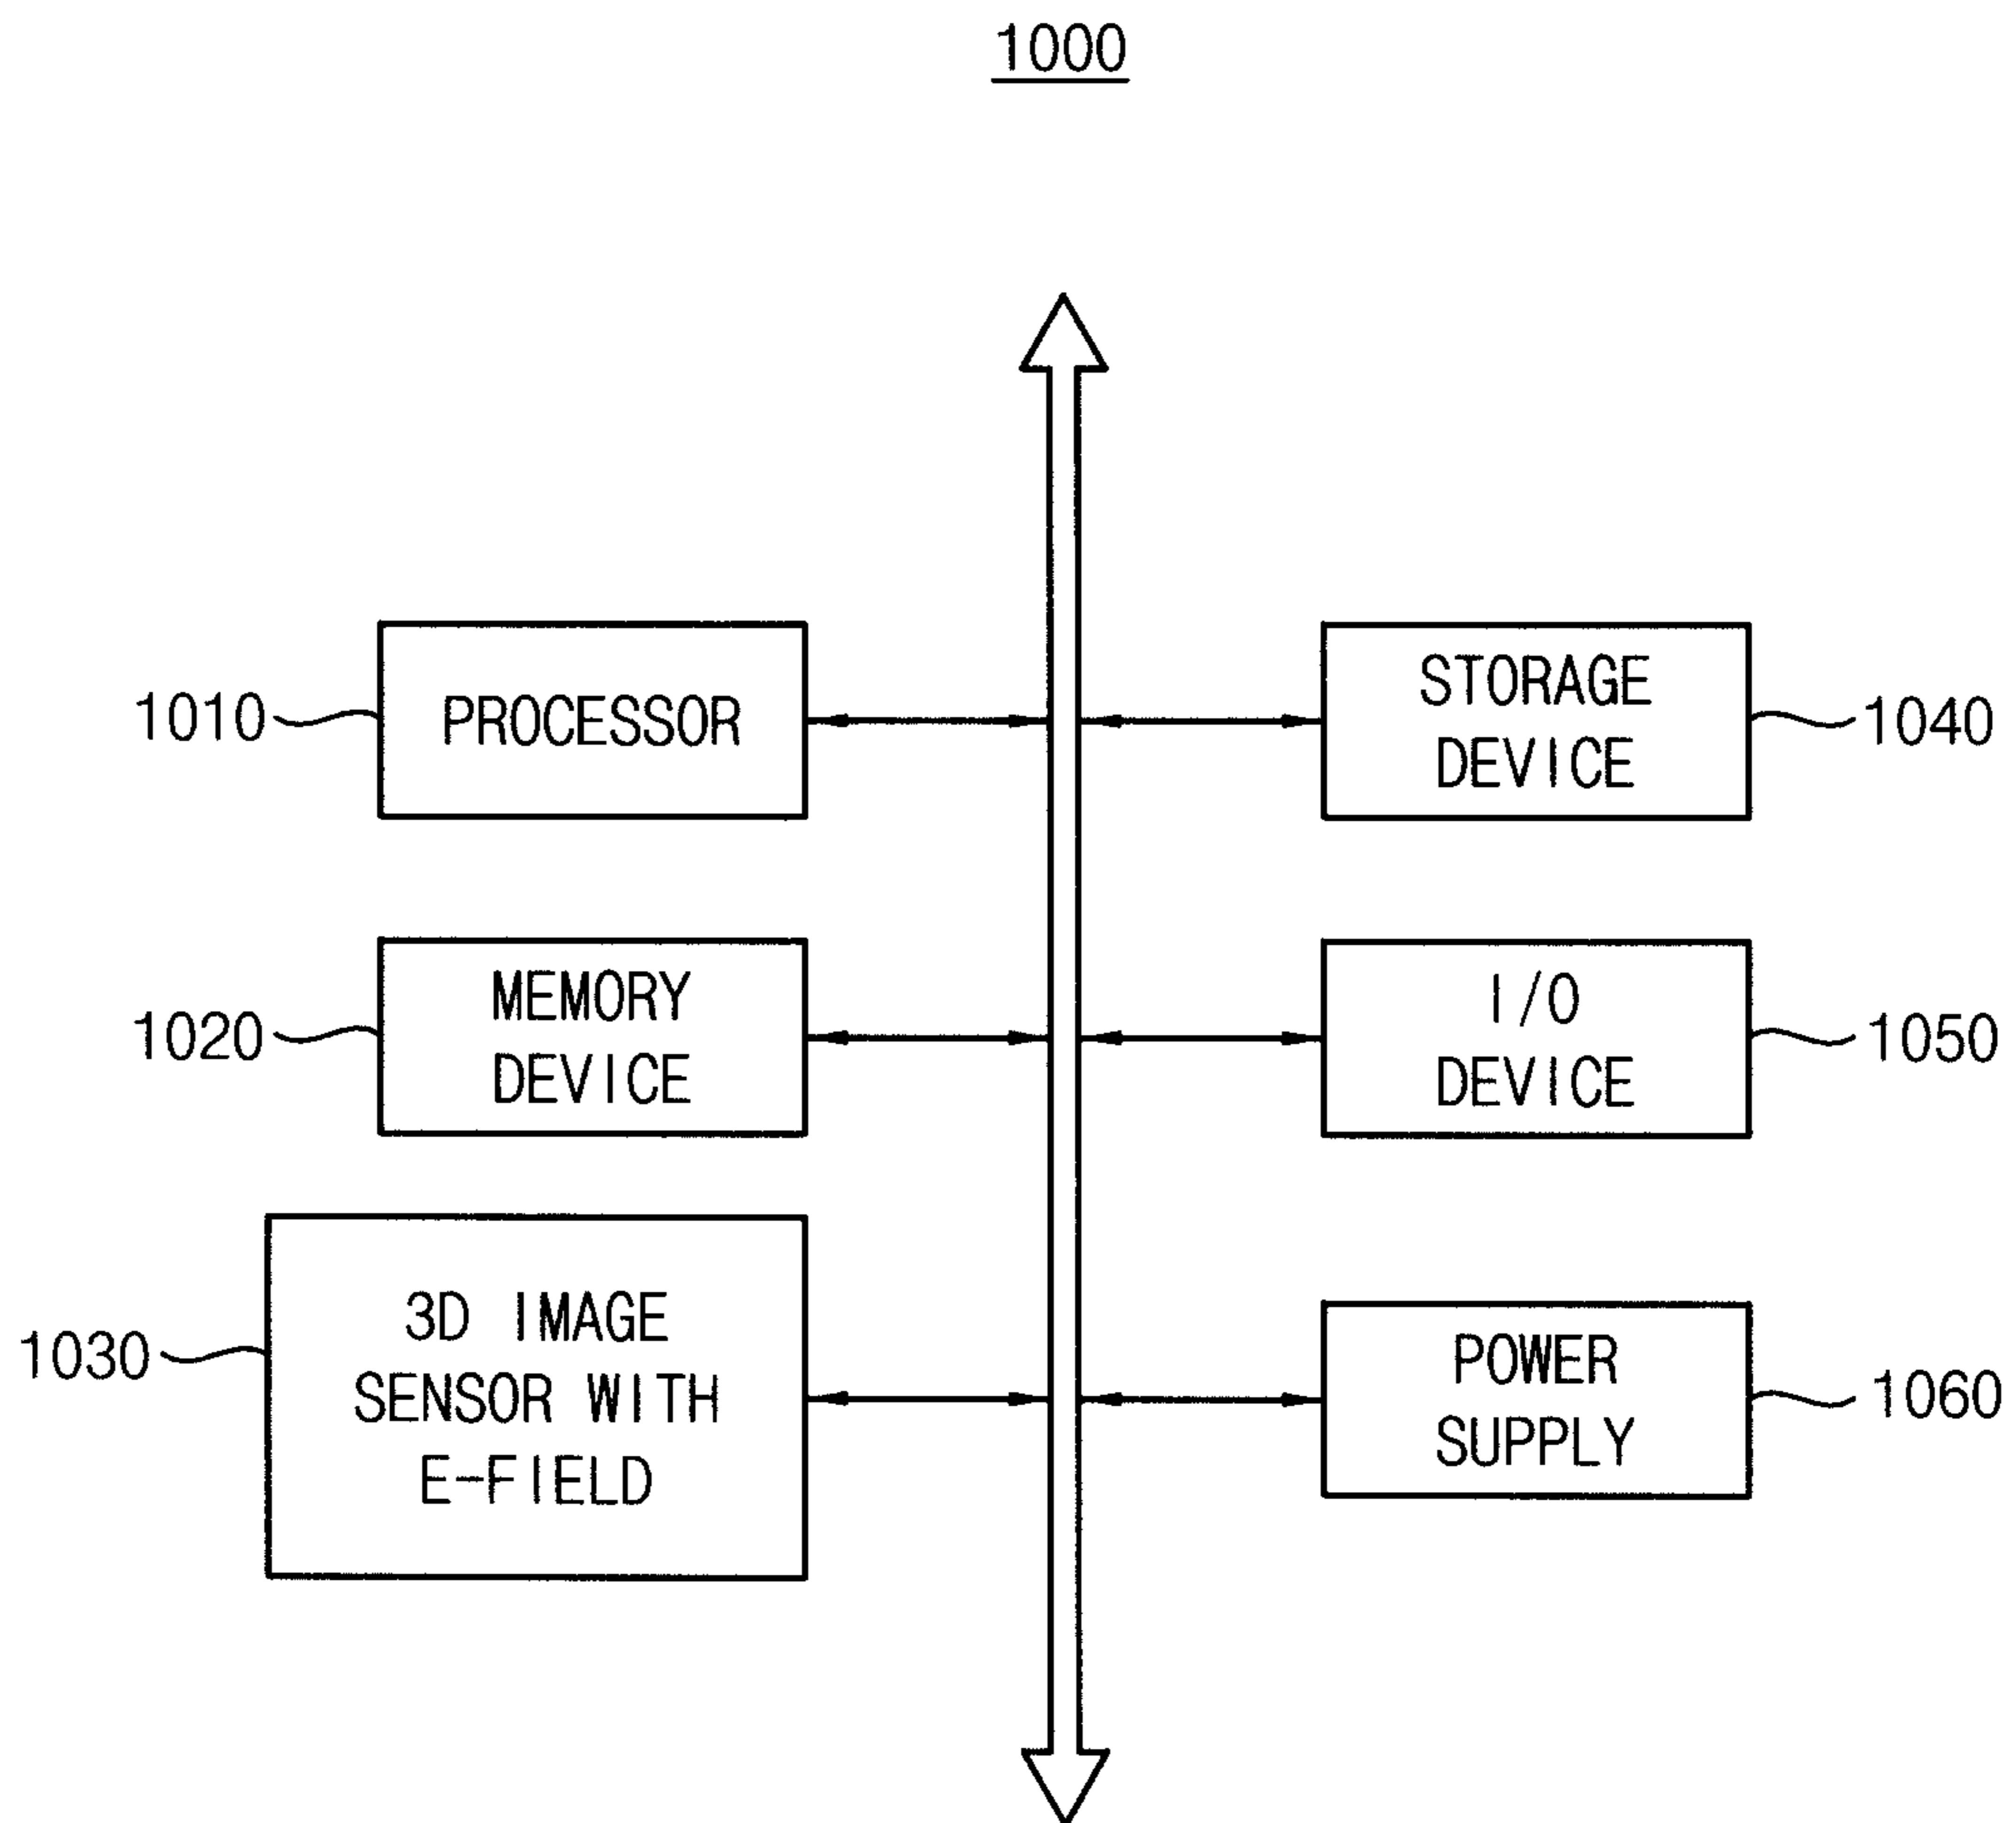 1000
1010
PROCESSOR
STORAGE
DEVICE
1040
1020
MEMORY
DEVICE
I/O
DEVICE
1050
1030
3D IMAGE
SENSOR WITH
E-FIELD
POWER
SUPPLY
1060